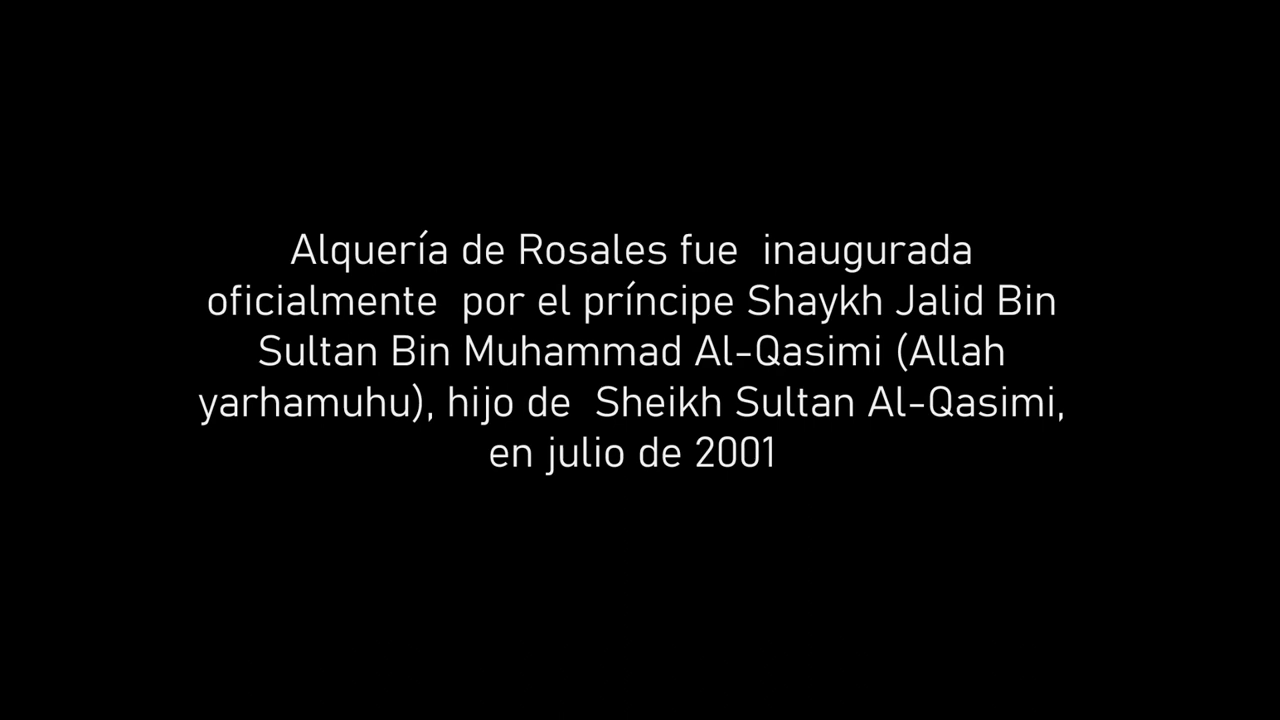 Alquería de Rosales fue  inaugurada
oficialmente  por el príncipe Shaykh Jalid Bin
Sultan Bin Muhammad Al-Qasimi (Allah
yarhamuhu), hijo de  Sheikh Sultan Al-Qasimi,
en julio de 2001